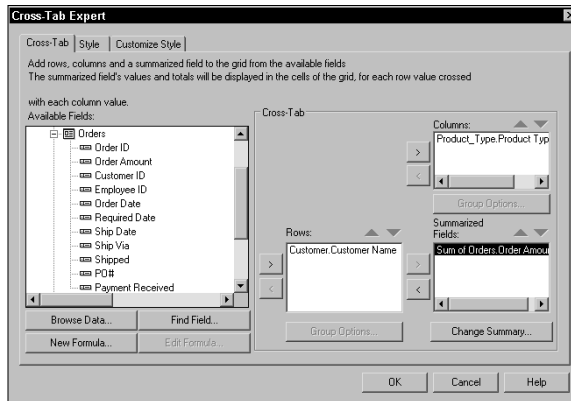 Cross-Tab Expert
Cross-Tab Style Customize Style
Add rows, columns and a summarized field to the grid from the available fields
The summarized field's values and totals will be displayed in the cells of the grid, for each row value crossed
with each column value.
Available Fields:
Orders
Order ID
Order Amount
Customer ID
Employee ID
Order Date
Required Date
Ship Date
Ship Via
Shipped
PO#
Payment Received
Browse Data...
Find Field...
New Formula...
Edit Formula...
Cross-Tab
Columns:
Product_Type.Product Typ
Group Options...
Rows:
Customer.Customer Name
Group Options...
Summarized
Fields:
Sum of Orders.Order Amou
Change Summary...
OK
Cancel
Help